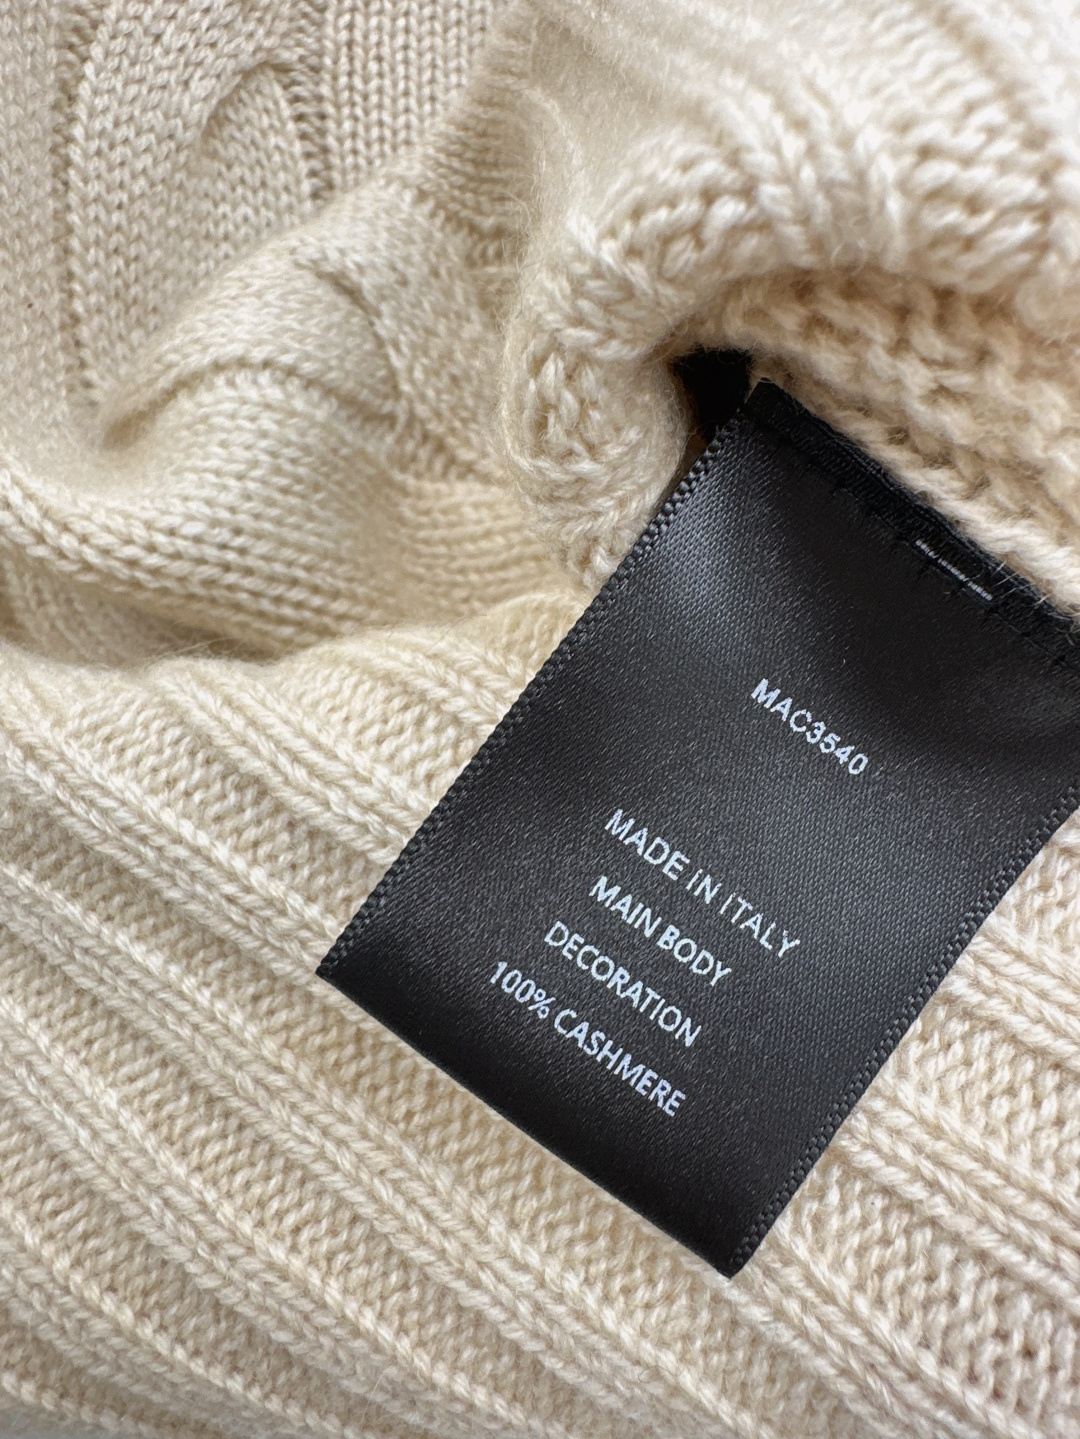 MAC3540
MADE IN ITALY
MAIN BODY
DECORATION
100% CASHMERE